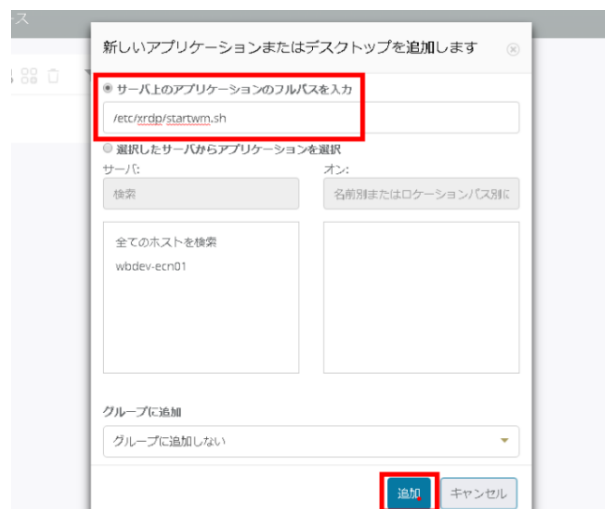 ス
新しいアプリケーションまたはデスクトップを追加します
サーバ上のアプリケーションのフルパスを入力
/etc/xrdp/startwm.sh
選択したサーバからアプリケーションを選択
サーバ: オン:
検索 名前別またはロケーションパス別に
全てのホストを検索
wbdev-ecn01
グループに追加
グループに追加しない
追加 キャンセル